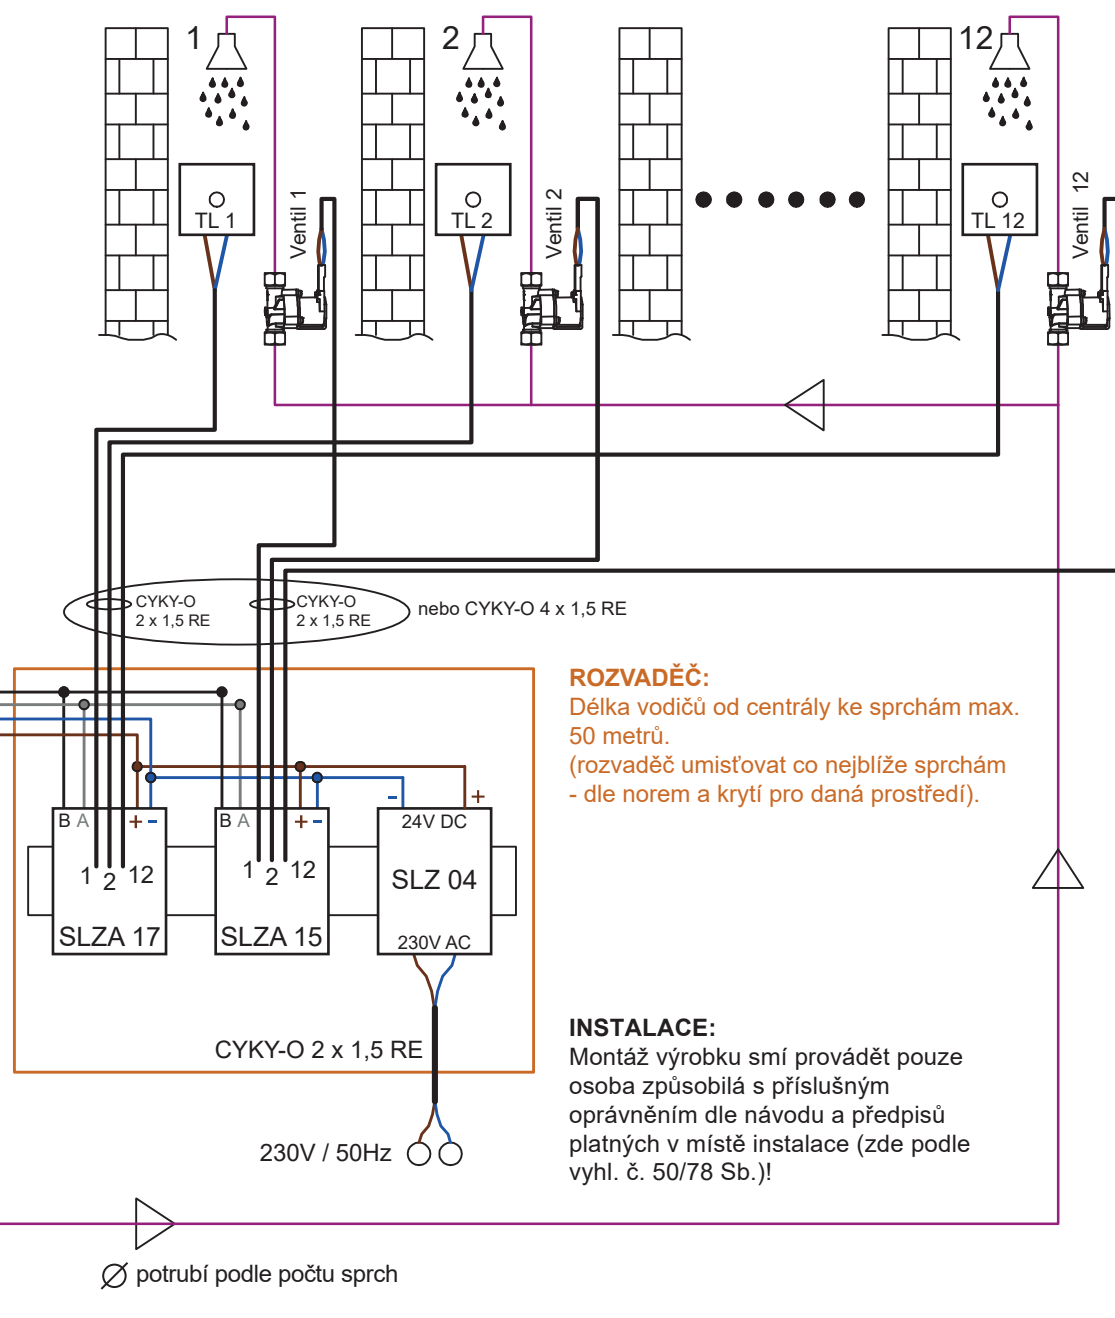 1
2
12
TL 1
Ventil 1
TL 2
Ventil 2
TL 12
Ventil 12
CYKY-O
2 x 1,5 RE
CYKY-O
2 x 1,5 RE
nebo CYKY-O 4 x 1,5 RE
ROZVADĚČ:
Délka vodičů od centrály ke sprchám max.
50 metrů.
(rozvaděč umisťovat co nejblíže sprchám
- dle norem a krytí pro daná prostředí).
B A + -
1 2 12
SLZA 17
B A + -
1 2 12
SLZA 15
- +
24V DC
SLZ 04
230V AC
CYKY-O 2 x 1,5 RE
230V / 50Hz
INSTALACE:
Montáž výrobku smí provádět pouze
osoba způsobilá s příslušným
oprávněním dle návodu a předpisů
platných v místě instalace (zde podle
vyhl. č. 50/78 Sb.)!
∅ potrubí podle počtu sprch